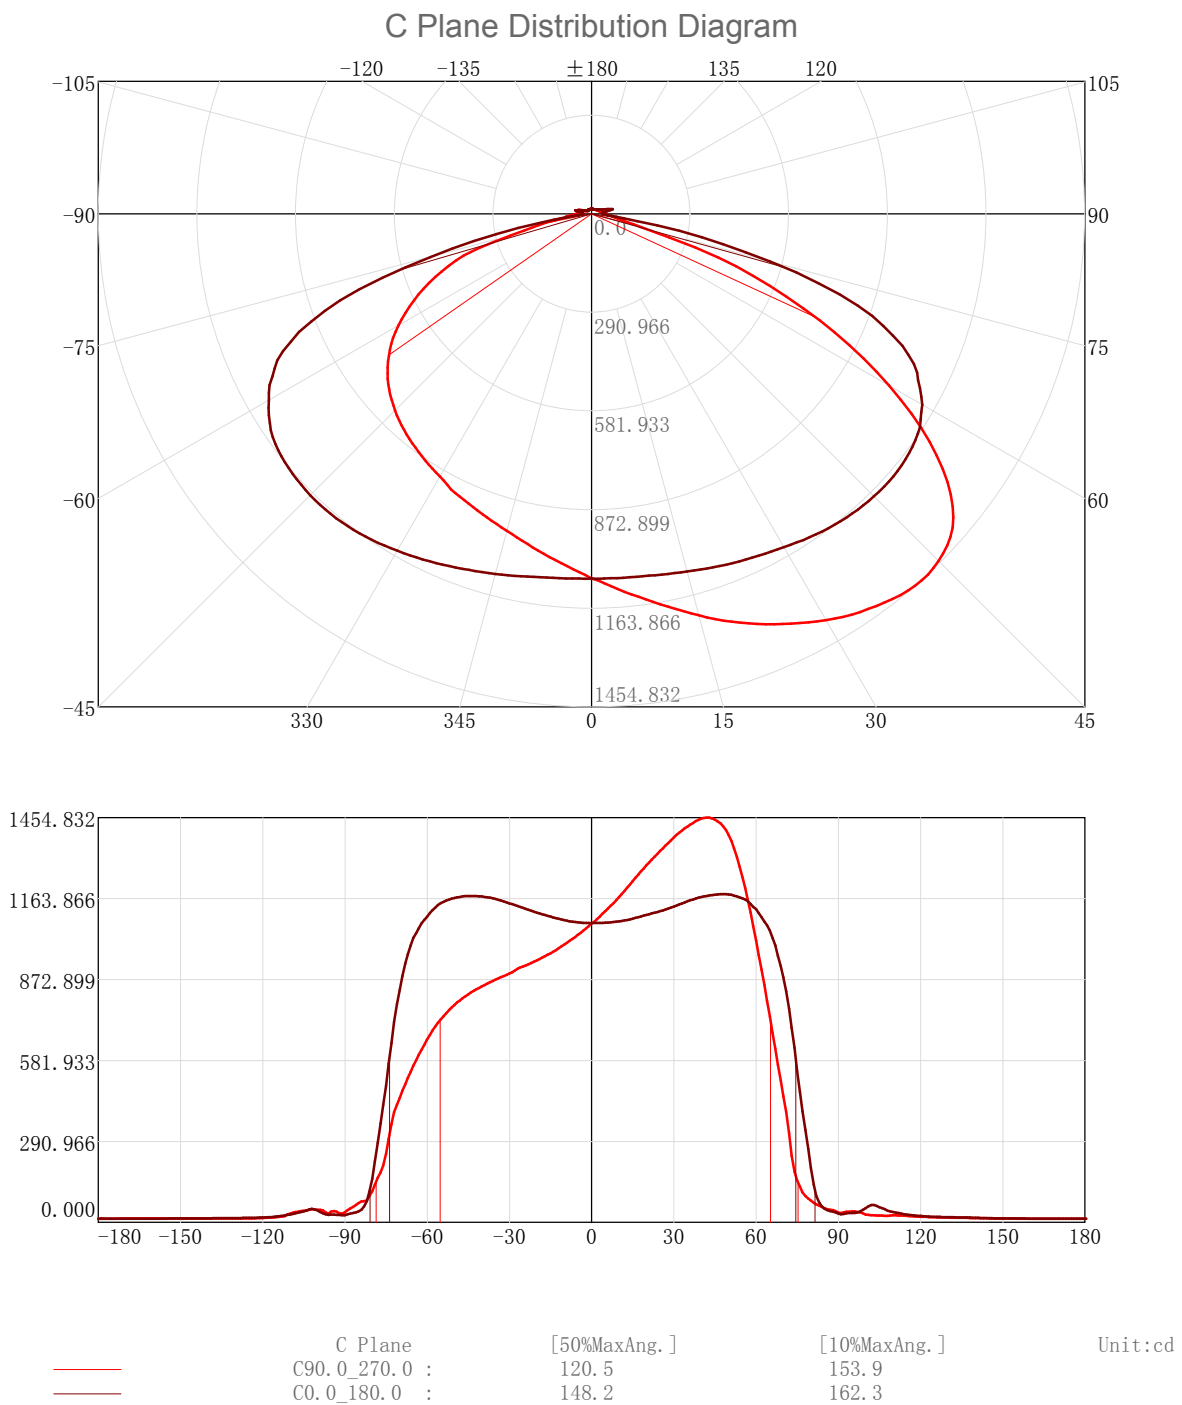 C Plane Distribution Diagram
-120 -135 ±180 135 120
-105 105
-90 90
0.0
290.966
-75 75
581.933
-60 60
872.899
1163.866
1454.832
-45
330 345 0 15 30 45
1454.832
1163.866
872.899
581.933
290.966
0.000
-180 -150 -120 -90 -60 -30 0 30 60 90 120 150 180
C Plane [50%MaxAng.] [10%MaxAng.] Unit:cd
C90.0_270.0 : 120.5 153.9
C0.0_180.0 : 148.2 162.3